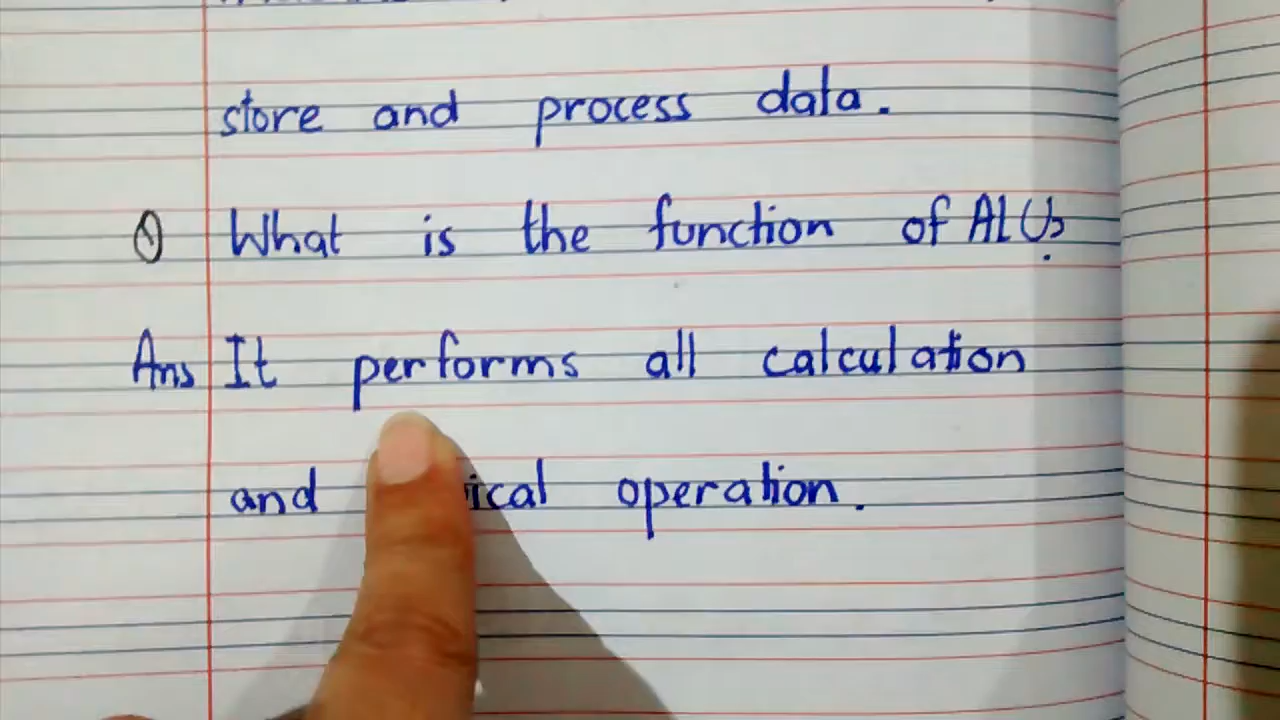 store and process data.
Q What is the function of ALU?
Ans It performs all calculation
and ical operation.